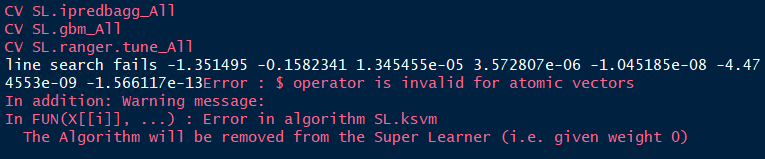 CV SL.ipredbagg_All
CV SL.gbm_All
CV SL.ranger.tune_All
line search fails -1.351495 -0.1582341 1.345455e-05 3.572807e-06 -1.045185e-08 -4.47
4553e-09 -1.566117e-13Error : $ operator is invalid for atomic vectors
In addition: Warning message:
In FUN(X[[i]], ...) : Error in algorithm SL.ksvm
  The Algorithm will be removed from the Super Learner (i.e. given weight 0)